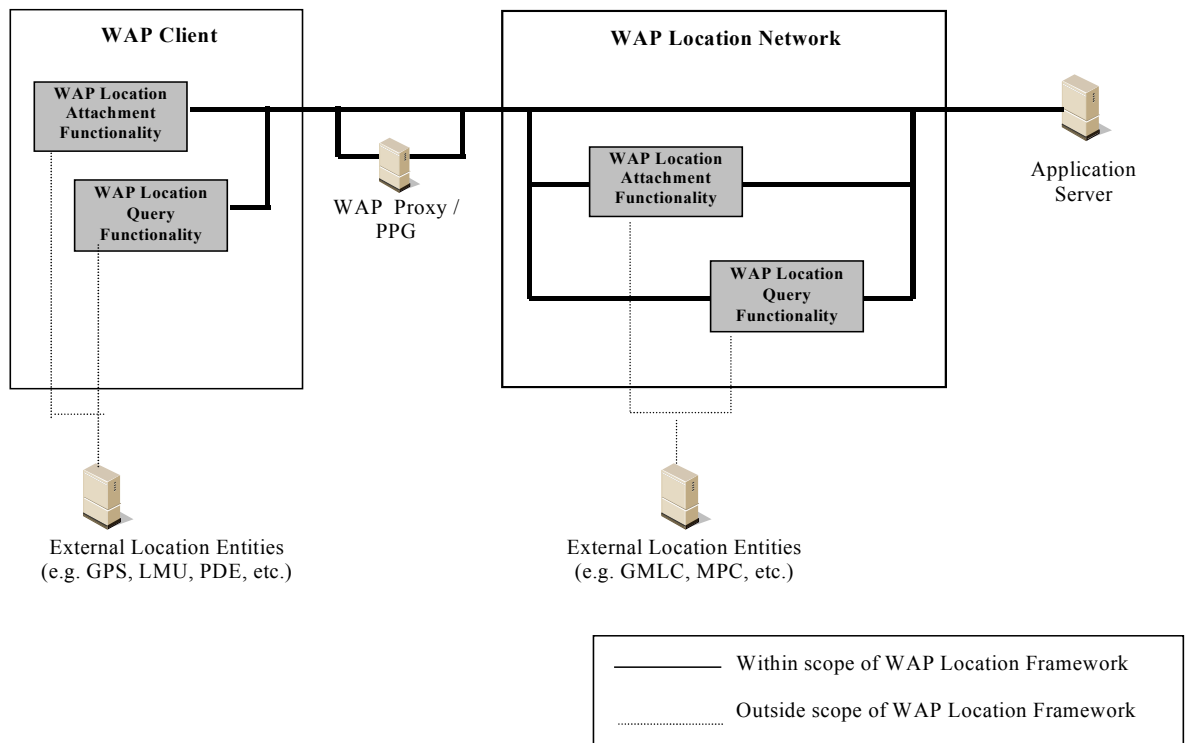 WAP Client
WAP Location
Attachment
Functionality
WAP Location
Query
Functionality
WAP Proxy /
PPG
WAP Location Network
WAP Location
Attachment
Functionality
WAP Location
Query
Functionality
Application
Server
External Location Entities
(e.g. GPS, LMU, PDE, etc.)
External Location Entities
(e.g. GMLC, MPC, etc.)
Within scope of WAP Location Framework
Outside scope of WAP Location Framework